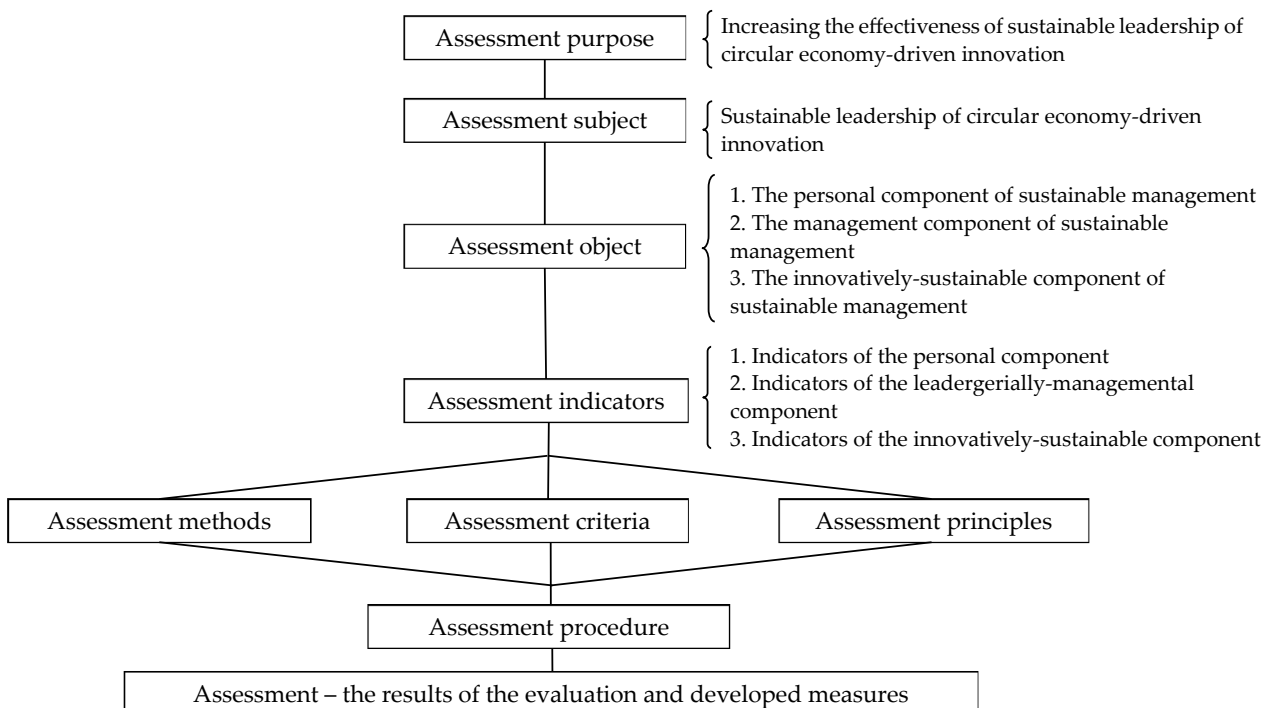 Assessment purpose
Increasing the effectiveness of sustainable leadership of
circular economy-driven innovation
Assessment subject
Sustainable leadership of circular economy-driven
innovation
Assessment object
1. The personal component of sustainable management
2. The management component of sustainable
management
3. The innovatively-sustainable component of
sustainable management
Assessment indicators
1. Indicators of the personal component
2. Indicators of the leadergerially-managemental
component
3. Indicators of the innovatively-sustainable component
Assessment methods
Assessment criteria
Assessment principles
Assessment procedure
Assessment – the results of the evaluation and developed measures